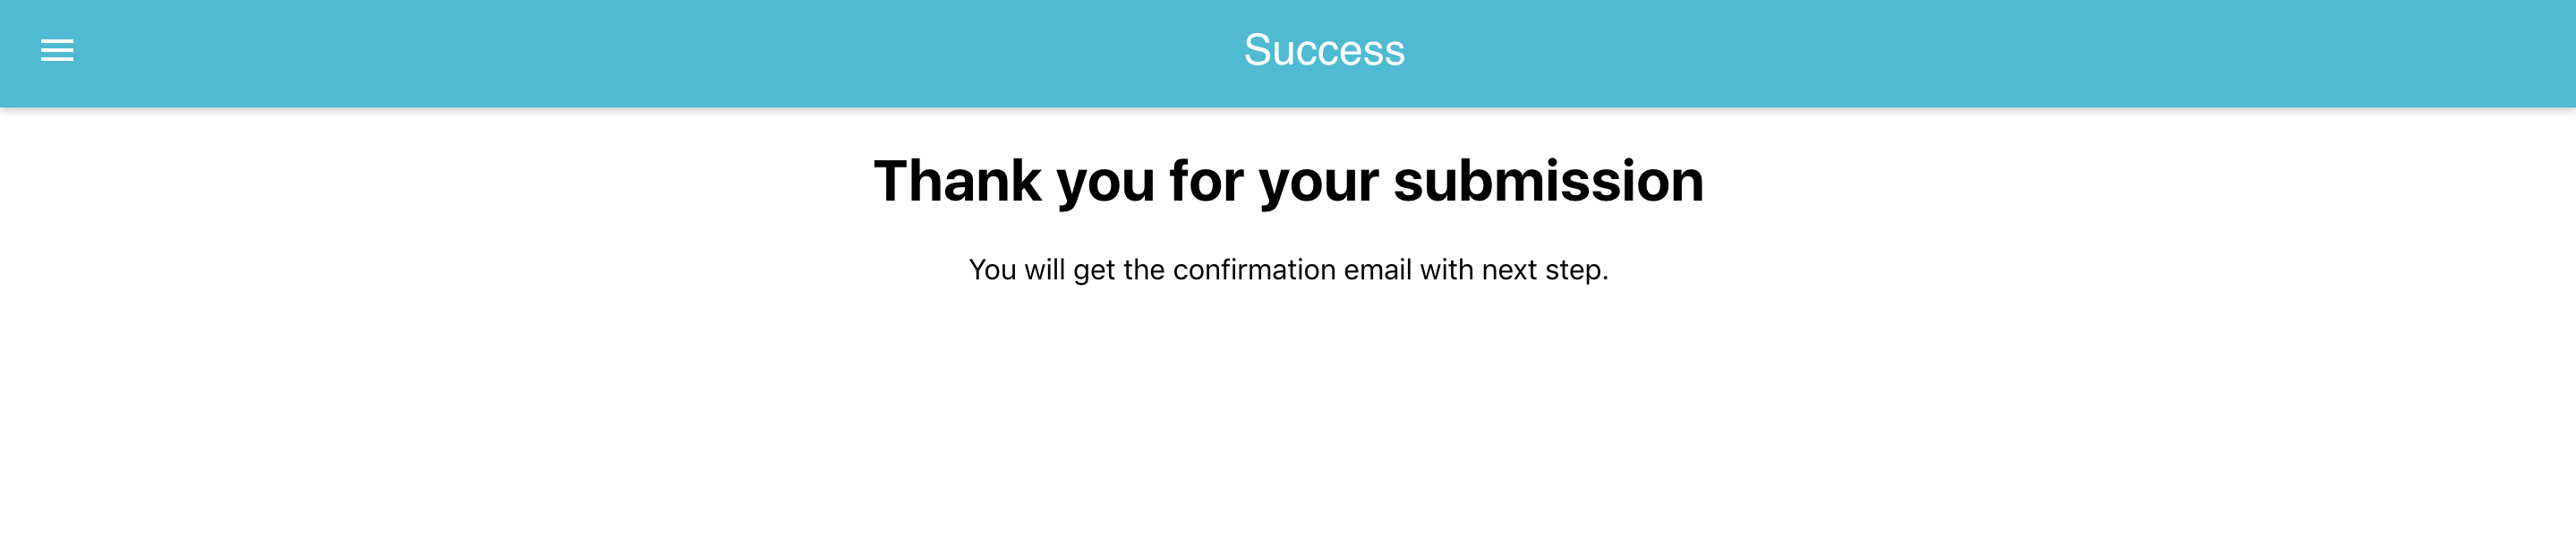 Success
Thank you for your submission
You will get the confirmation email with next step.